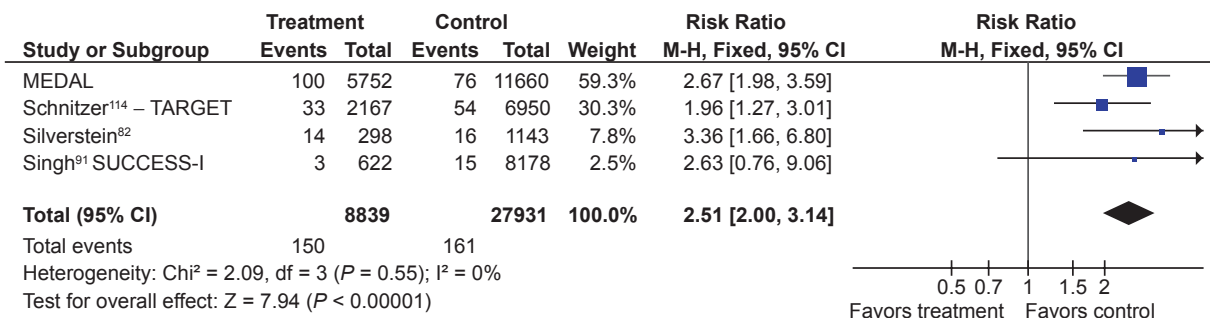 Treatment Control Risk Ratio Risk Ratio
Study or Subgroup Events Total Events Total Weight M-H, Fixed, 95% CI M-H, Fixed, 95% CI
MEDAL 100 5752 76 11660 59.3% 2.67 [1.98, 3.59]
Schnitzer¹¹⁴ – TARGET 33 2167 54 6950 30.3% 1.96 [1.27, 3.01]
Silverstein⁸² 14 298 16 1143 7.8% 3.36 [1.66, 6.80]
Singh⁹¹ SUCCESS-I 3 622 15 8178 2.5% 2.63 [0.76, 9.06]
Total (95% CI) 8839 27931 100.0% 2.51 [2.00, 3.14]
Total events 150 161
Heterogeneity: Chi² = 2.09, df = 3 (P = 0.55); I² = 0%
Test for overall effect: Z = 7.94 (P < 0.00001)
0.5 0.7 1 1.5 2
Favors treatment Favors control